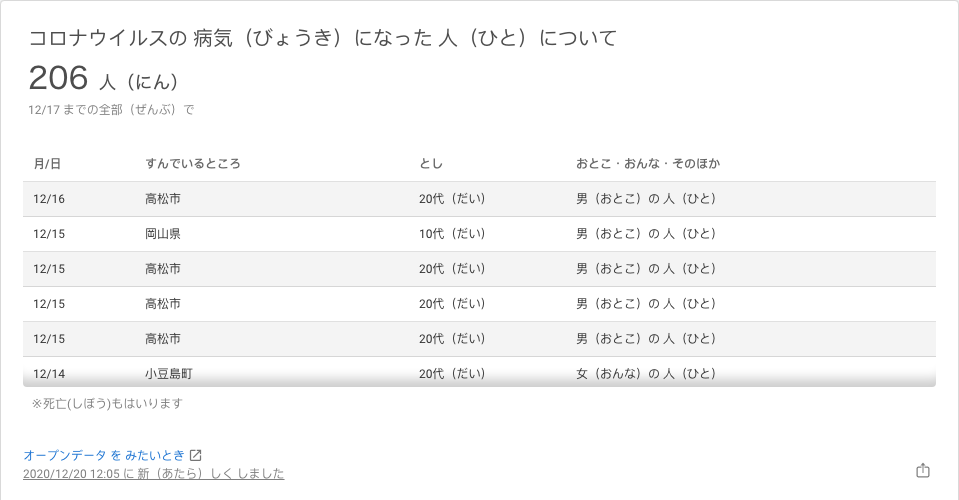 コロナウイルスの 病気（びょうき）になった 人（ひと）について
206 人（にん）
12/17 までの全部（ぜんぶ）で
月/日 すんでいるところ とし おとこ・おんな・そのほか
12/16 高松市 20代（だい） 男（おとこ）の 人（ひと）
12/15 岡山県 10代（だい） 男（おとこ）の 人（ひと）
12/15 高松市 20代（だい） 男（おとこ）の 人（ひと）
12/15 高松市 20代（だい） 男（おとこ）の 人（ひと）
12/15 高松市 20代（だい） 男（おとこ）の 人（ひと）
12/14 小豆島町 20代（だい） 女（おんな）の 人（ひと）
※死亡(しぼう)もはいります
オープンデータ を みたいとき
2020/12/20 12:05 に 新（あたら）しく しました